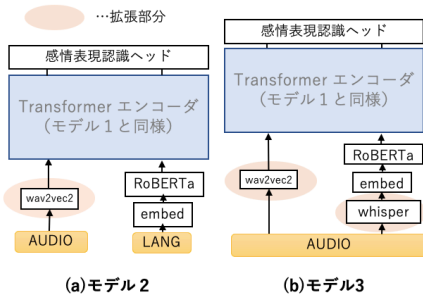 …拡張部分
感情表現認識ヘッド
Transformer エンコーダ
(モデル1と同様)
wav2vec2
RoBERTa
embed
AUDIO
LANG
(a)モデル2
感情表現認識ヘッド
Transformer エンコーダ
(モデル1と同様)
RoBERTa
wav2vec2
embed
whisper
AUDIO
(b)モデル3